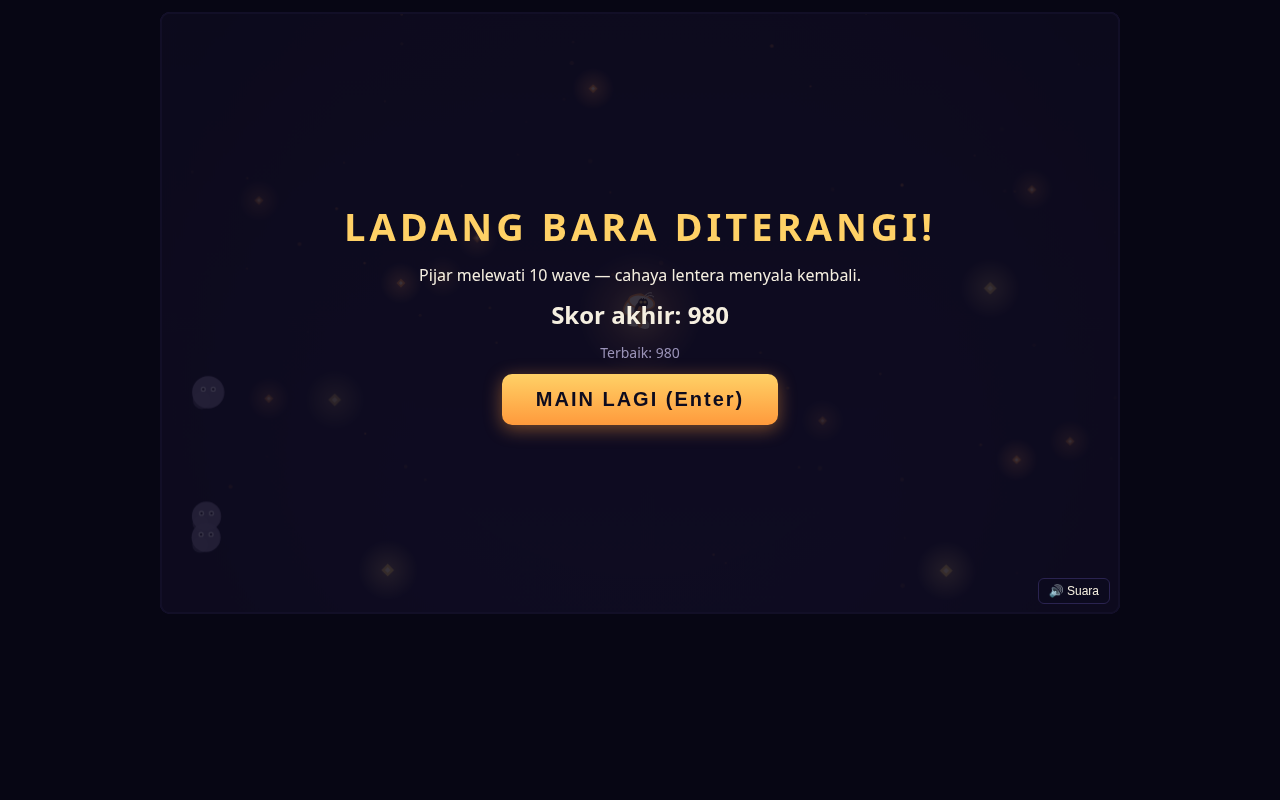 LADANG BARA DITERANGI!
Pijar melewati 10 wave — cahaya lentera menyala kembali.
Skor akhir: 980
Terbaik: 980
MAIN LAGI (Enter)
🔊 Suara